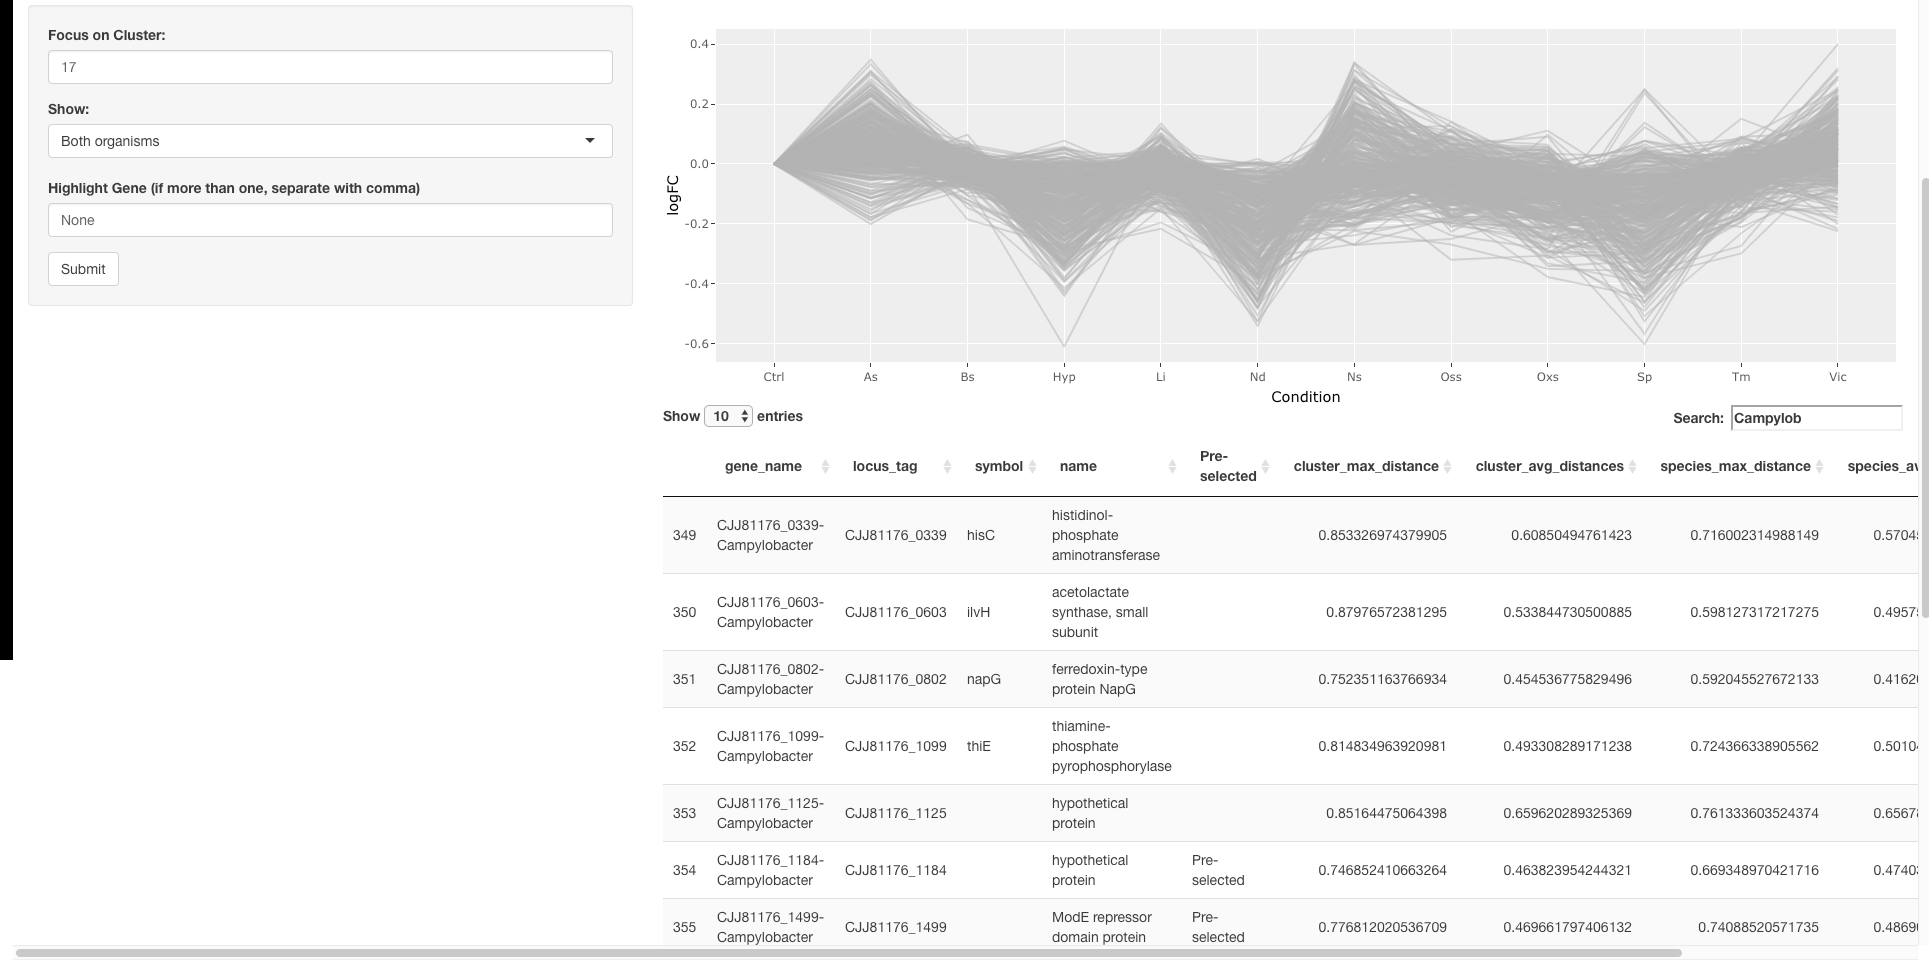 Focus on Cluster:
17
Show:
Both organisms
Highlight Gene (if more than one, separate with comma)
None
Submit
0.4
0.2
0.0
-0.2
-0.4
-0.6
logFC
Ctrl As Bs Hyp Li Nd Ns Oss Oxs Sp Tm Vic
Condition
Show 10 entries
Search: Campylob
gene_name locus_tag symbol name Pre-selected cluster_max_distance cluster_avg_distances species_max_distance species_av
349 CJJ81176_0339-Campylobacter CJJ81176_0339 hisC histidinol-phosphate aminotransferase 0.853326974379905 0.60850494761423 0.716002314988149 0.5704
350 CJJ81176_0603-Campylobacter CJJ81176_0603 ilvH acetolactate synthase, small subunit 0.87976572381295 0.533844730500885 0.598127317217275 0.4957
351 CJJ81176_0802-Campylobacter CJJ81176_0802 napG ferredoxin-type protein NapG 0.752351163766934 0.454536775829496 0.592045527672133 0.4162
352 CJJ81176_1099-Campylobacter CJJ81176_1099 thiE thiamine-phosphate pyrophosphorylase 0.814834963920981 0.493308289171238 0.724366338905562 0.5010
353 CJJ81176_1125-Campylobacter CJJ81176_1125 hypothetical protein 0.85164475064398 0.659620289325369 0.761333603524374 0.6567
354 CJJ81176_1184-Campylobacter CJJ81176_1184 hypothetical protein Pre-selected 0.746852410663264 0.463823954244321 0.669348970421716 0.4740
355 CJJ81176_1499-Campylobacter CJJ81176_1499 ModE repressor domain protein Pre-selected 0.776812020536709 0.469661797406132 0.74088520571735 0.4869